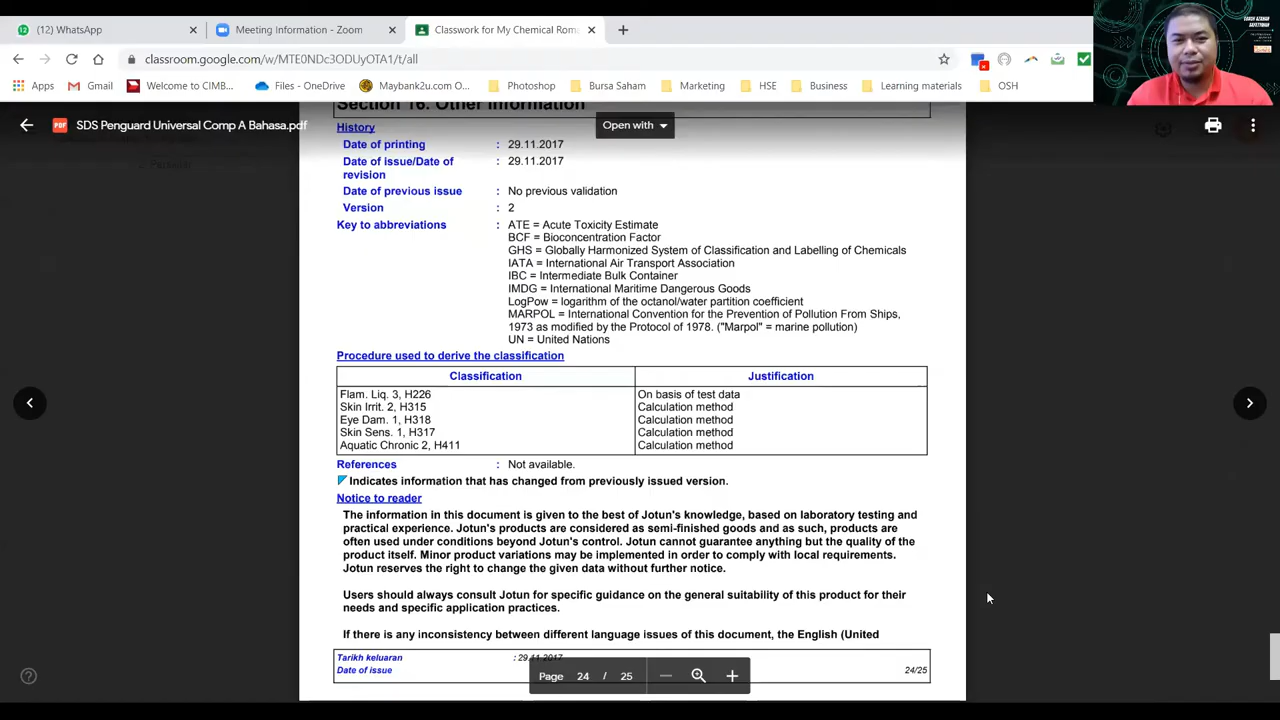 (12) WhatsApp
Meeting Information - Zoom
Classwork for My Chemical Rom
classroom.google.com/w/MTE0NDc3ODUyOTA1/t/all
Apps
Gmail
Welcome to CIMB...
Files - OneDrive
Maybank2u.com O...
Photoshop
Bursa Saham
Marketing
HSE
Business
Learning materials
OSH
Section 16. Other information
SDS Penguard Universal Comp A Bahasa.pdf
Open with
History
Date of printing : 29.11.2017
Date of issue/Date of : 29.11.2017
revision
Date of previous issue : No previous validation
Version : 2
Key to abbreviations : ATE = Acute Toxicity Estimate
BCF = Bioconcentration Factor
GHS = Globally Harmonized System of Classification and Labelling of Chemicals
IATA = International Air Transport Association
IBC = Intermediate Bulk Container
IMDG = International Maritime Dangerous Goods
LogPow = logarithm of the octanol/water partition coefficient
MARPOL = International Convention for the Prevention of Pollution From Ships,
1973 as modified by the Protocol of 1978. ("Marpol" = marine pollution)
UN = United Nations
Procedure used to derive the classification
Classification Justification
Flam. Liq. 3, H226 On basis of test data
Skin Irrit. 2, H315 Calculation method
Eye Dam. 1, H318 Calculation method
Skin Sens. 1, H317 Calculation method
Aquatic Chronic 2, H411 Calculation method
References : Not available.
Indicates information that has changed from previously issued version.
Notice to reader
The information in this document is given to the best of Jotun's knowledge, based on laboratory testing and
practical experience. Jotun's products are considered as semi-finished goods and as such, products are
often used under conditions beyond Jotun's control. Jotun cannot guarantee anything but the quality of the
product itself. Minor product variations may be implemented in order to comply with local requirements.
Jotun reserves the right to change the given data without further notice.
Users should always consult Jotun for specific guidance on the general suitability of this product for their
needs and specific application practices.
If there is any inconsistency between different language issues of this document, the English (United
Tarikh keluaran : 29.11.2017
Date of issue 24/25
Page 24 / 25